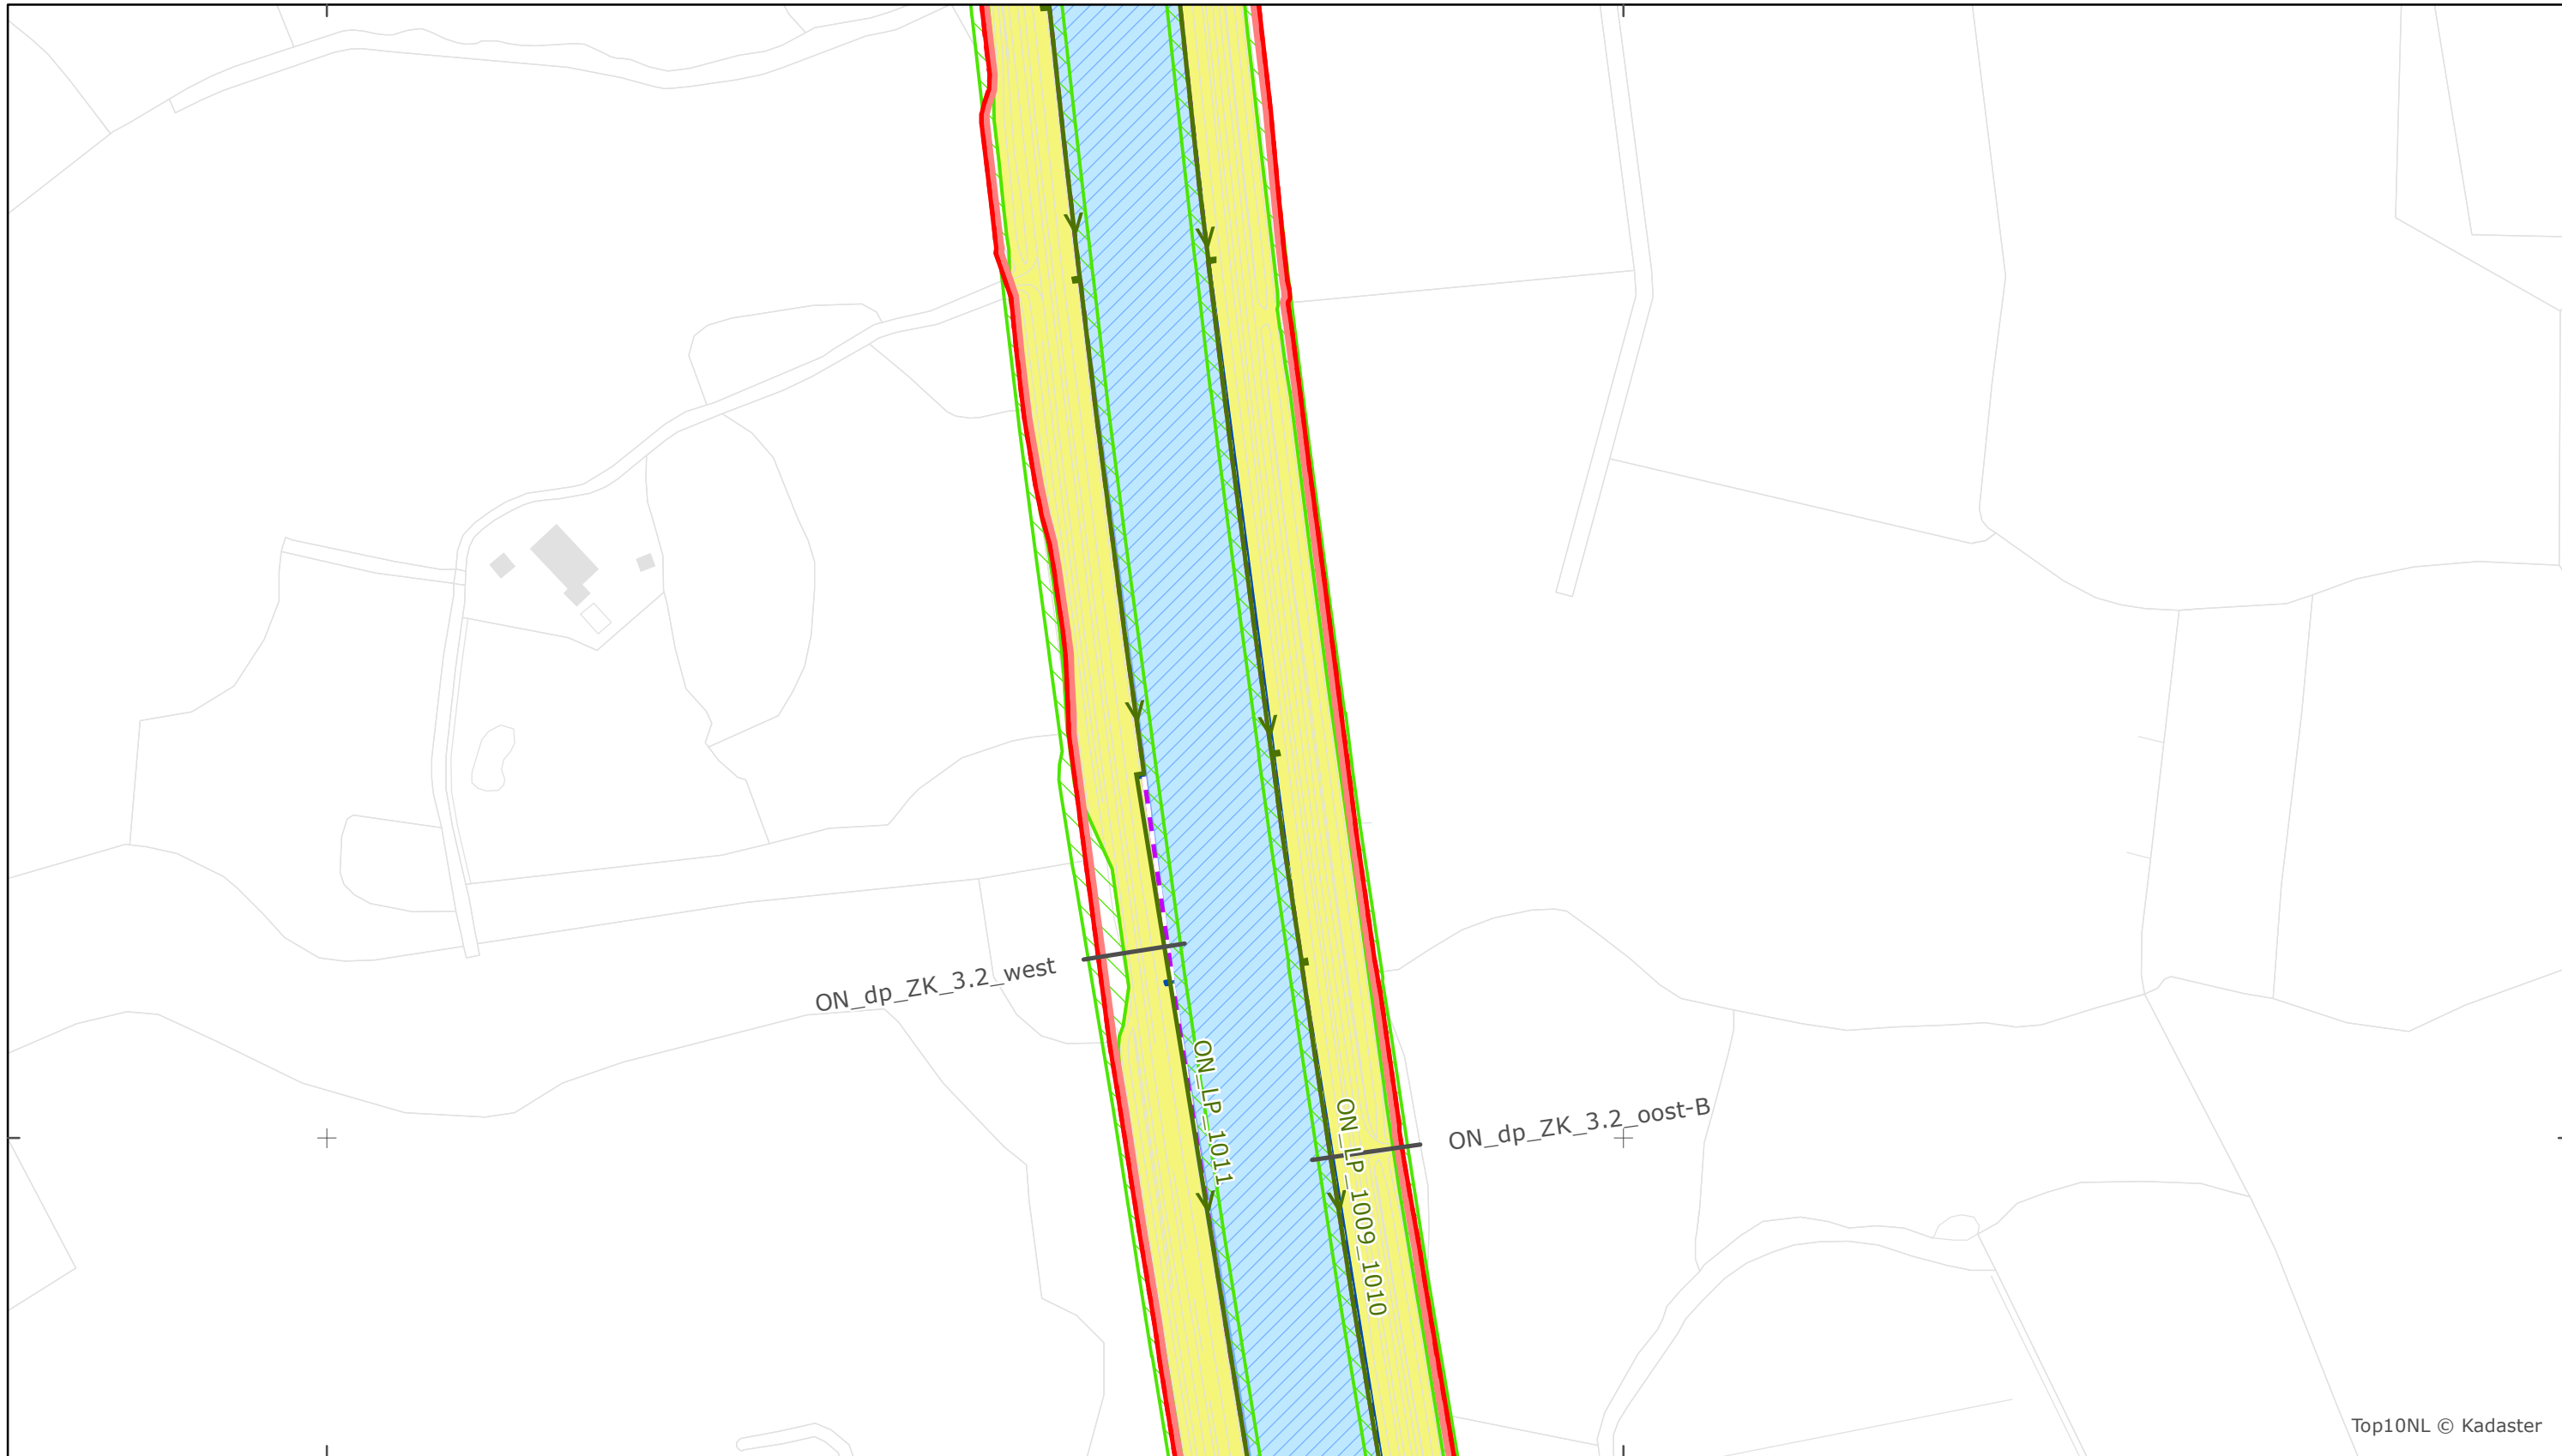 ON_dp_ZK_3.2_west
ON_LP_1011
ON_LP_1009_1010
ON_dp_ZK_3.2_oost-B
Top10NL © Kadaster